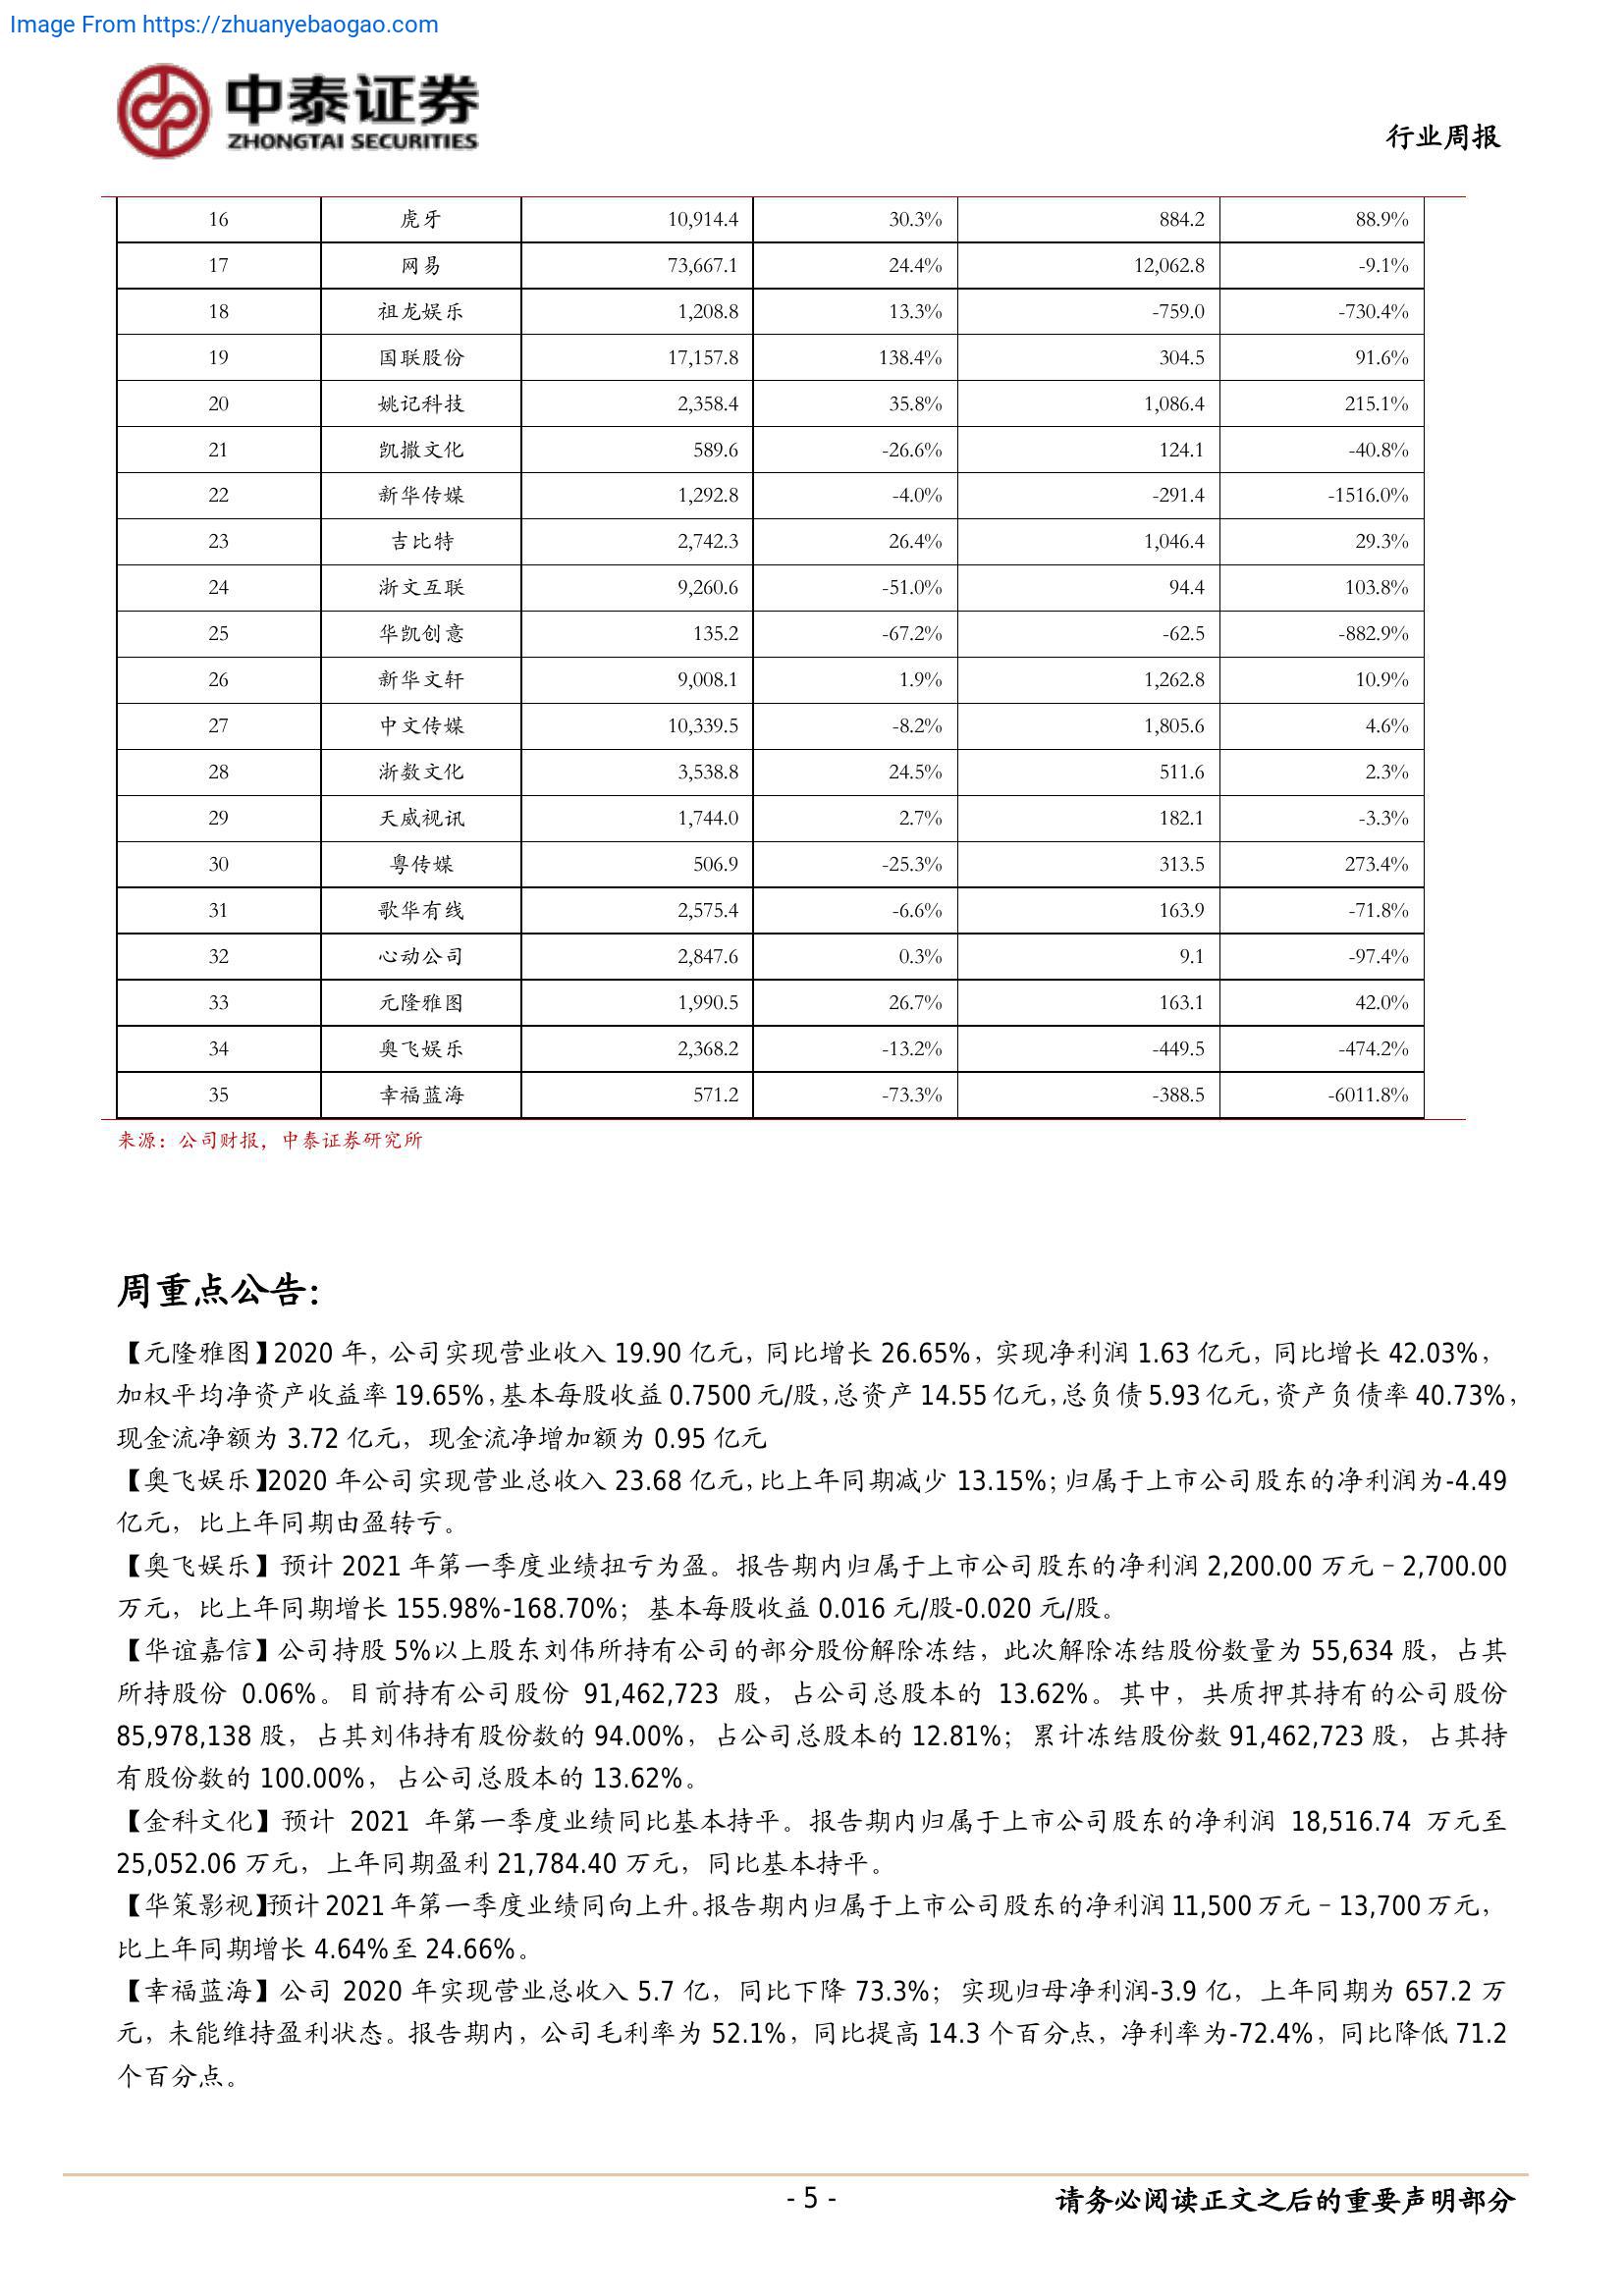 Image From https://zhuanyebaogao.com
中泰证券
ZHONGTAI SECURITIES
行业周报
16 虎牙 10,914.4 30.3% 884.2 88.9%
17 网易 73,667.1 24.4% 12,062.8 -9.1%
18 祖龙娱乐 1,208.8 13.3% -759.0 -730.4%
19 国联股份 17,157.8 138.4% 304.5 91.6%
20 姚记科技 2,358.4 35.8% 1,086.4 215.1%
21 凯撒文化 589.6 -26.6% 124.1 -40.8%
22 新华传媒 1,292.8 -4.0% -291.4 -1516.0%
23 吉比特 2,742.3 26.4% 1,046.4 29.3%
24 浙文互联 9,260.6 -51.0% 94.4 103.8%
25 华凯创意 135.2 -67.2% -62.5 -882.9%
26 新华文轩 9,008.1 1.9% 1,262.8 10.9%
27 中文传媒 10,339.5 -8.2% 1,805.6 4.6%
28 浙数文化 3,538.8 24.5% 511.6 2.3%
29 天威视讯 1,744.0 2.7% 182.1 -3.3%
30 粤传媒 506.9 -25.3% 313.5 273.4%
31 歌华有线 2,575.4 -6.6% 163.9 -71.8%
32 心动公司 2,847.6 0.3% 9.1 -97.4%
33 元隆雅图 1,990.5 26.7% 163.1 42.0%
34 奥飞娱乐 2,368.2 -13.2% -449.5 -474.2%
35 幸福蓝海 571.2 -73.3% -388.5 -6011.8%
来源：公司财报，中泰证券研究所
周重点公告：
【元隆雅图】2020 年，公司实现营业收入 19.90 亿元，同比增长 26.65%，实现净利润 1.63 亿元，同比增长 42.03%，
加权平均净资产收益率 19.65%，基本每股收益 0.7500 元/股，总资产 14.55 亿元，总负债 5.93 亿元，资产负债率 40.73%，
现金流净额为 3.72 亿元，现金流净增加额为 0.95 亿元
【奥飞娱乐】2020 年公司实现营业总收入 23.68 亿元，比上年同期减少 13.15%；归属于上市公司股东的净利润为-4.49
亿元，比上年同期由盈转亏。
【奥飞娱乐】预计 2021 年第一季度业绩扭亏为盈。报告期内归属于上市公司股东的净利润 2,200.00 万元–2,700.00
万元，比上年同期增长 155.98%-168.70%；基本每股收益 0.016 元/股-0.020 元/股。
【华谊嘉信】公司持股 5%以上股东刘伟所持有公司的部分股份解除冻结，此次解除冻结股份数量为 55,634 股，占其
所持股份 0.06%。目前持有公司股份 91,462,723 股，占公司总股本的 13.62%。其中，共质押其持有的公司股份
85,978,138 股，占其刘伟持有股份数的 94.00%，占公司总股本的 12.81%；累计冻结股份数 91,462,723 股，占其持
有股份数的 100.00%，占公司总股本的 13.62%。
【金科文化】预计 2021 年第一季度业绩同比基本持平。报告期内归属于上市公司股东的净利润 18,516.74 万元至
25,052.06 万元，上年同期盈利 21,784.40 万元，同比基本持平。
【华策影视】预计 2021 年第一季度业绩同向上升。报告期内归属于上市公司股东的净利润 11,500 万元–13,700 万元，
比上年同期增长 4.64%至 24.66%。
【幸福蓝海】公司 2020 年实现营业总收入 5.7 亿，同比下降 73.3%；实现归母净利润-3.9 亿，上年同期为 657.2 万
元，未能维持盈利状态。报告期内，公司毛利率为 52.1%，同比提高 14.3 个百分点，净利率为-72.4%，同比降低 71.2
个百分点。
- 5 -
请务必阅读正文之后的重要声明部分